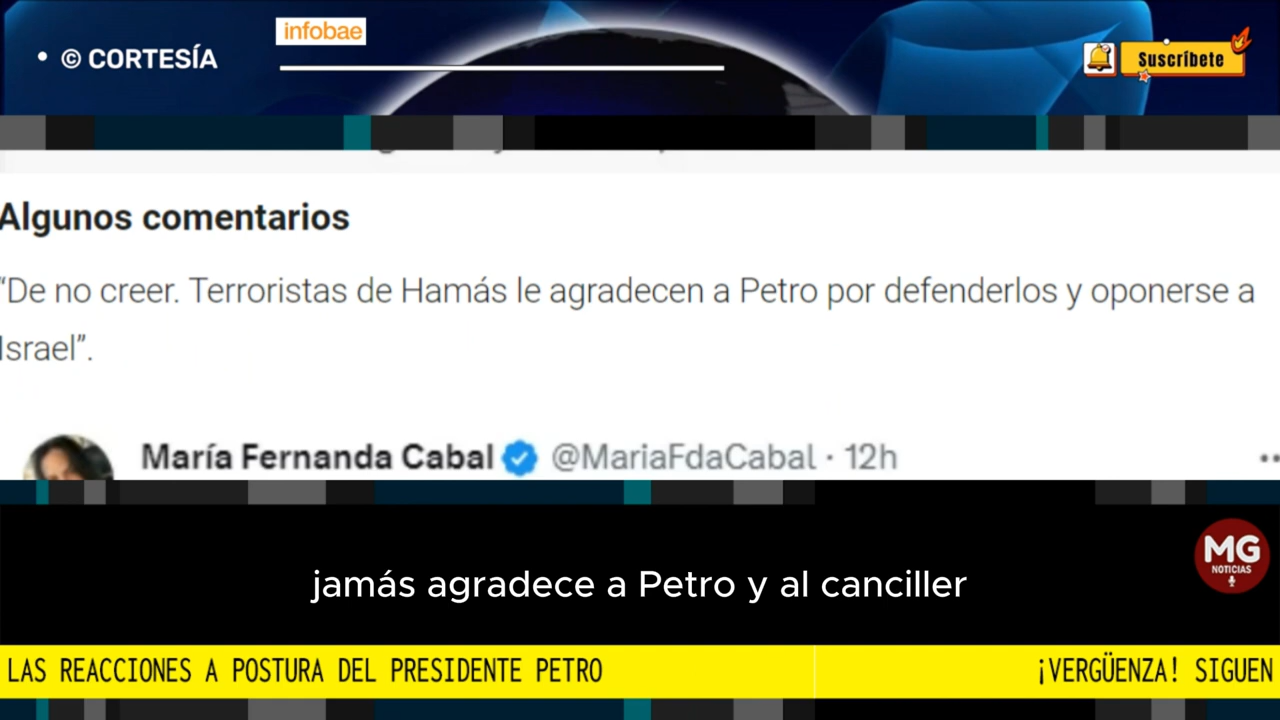 • © CORTESÍA
infobae
Suscríbete
Algunos comentarios
“De no creer. Terroristas de Hamás le agradecen a Petro por defenderlos y oponerse a
Israel”.
María Fernanda Cabal @MariaFdaCabal · 12h
MG
NOTICIAS
jamás agradece a Petro y al canciller
LAS REACCIONES A POSTURA DEL PRESIDENTE PETRO
¡VERGÜENZA! SIGUEN